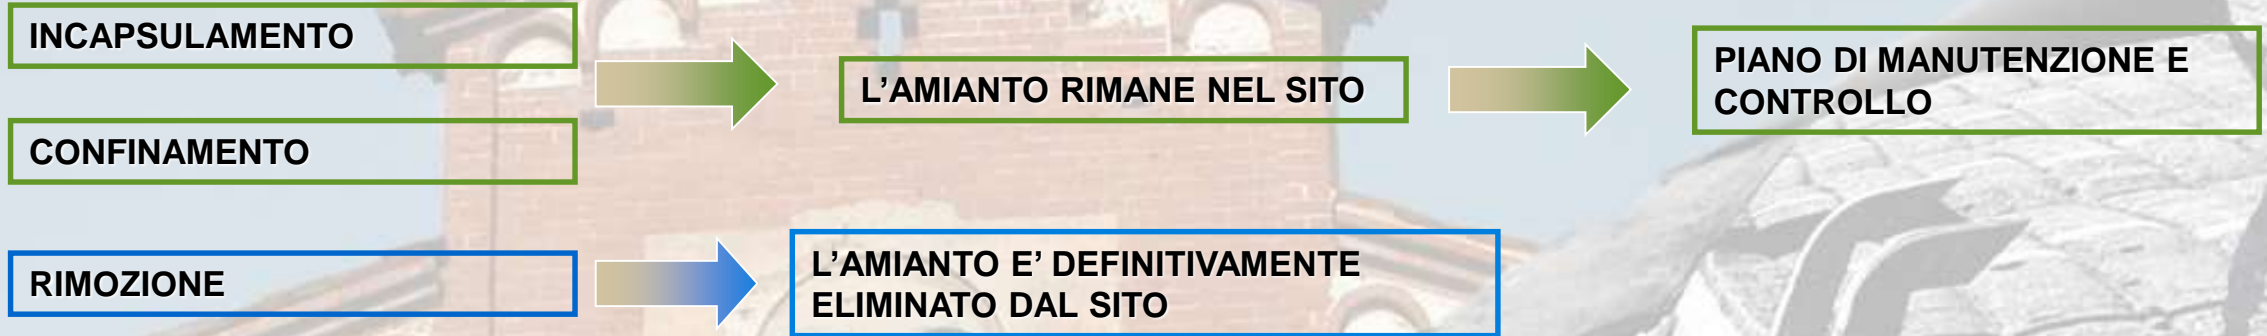 INCAPSULAMENTO
CONFINAMENTO
L’AMIANTO RIMANE NEL SITO
PIANO DI MANUTENZIONE E
CONTROLLO
RIMOZIONE
L’AMIANTO E’ DEFINITIVAMENTE
ELIMINATO DAL SITO